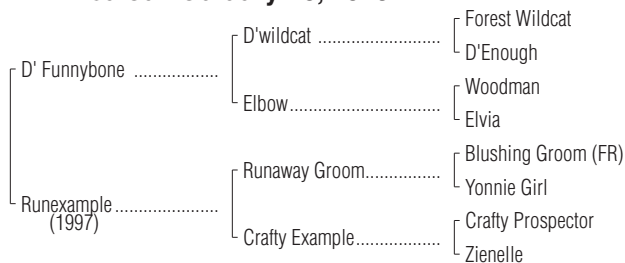 D'wildcat ........................... Forest Wildcat
D'Enough
D' Funnybone ..................
Elbow................................. Woodman
Elvia
Runaway Groom................ Blushing Groom (FR)
Yonnie Girl
Runexample ......................
(1997)
Crafty Example.................. Crafty Prospector
Zienelle